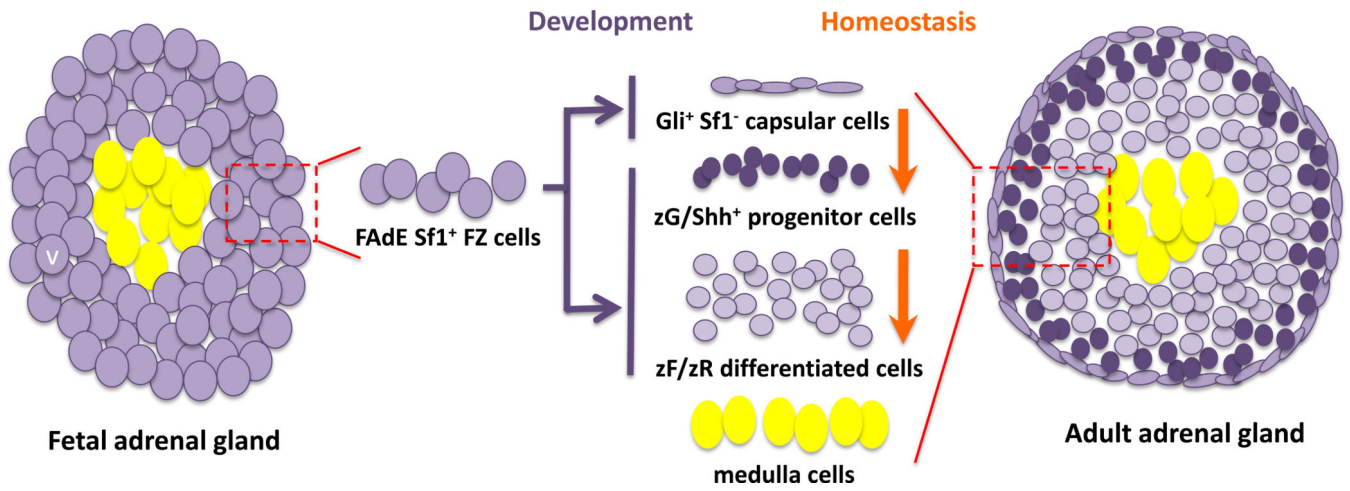 Development
Homeostasis
Gli⁺ Sf1⁻ capsular cells
FAdE Sf1⁺ FZ cells
zG/Shh⁺ progenitor cells
V
zF/zR differentiated cells
Fetal adrenal gland
Adult adrenal gland
medulla cells